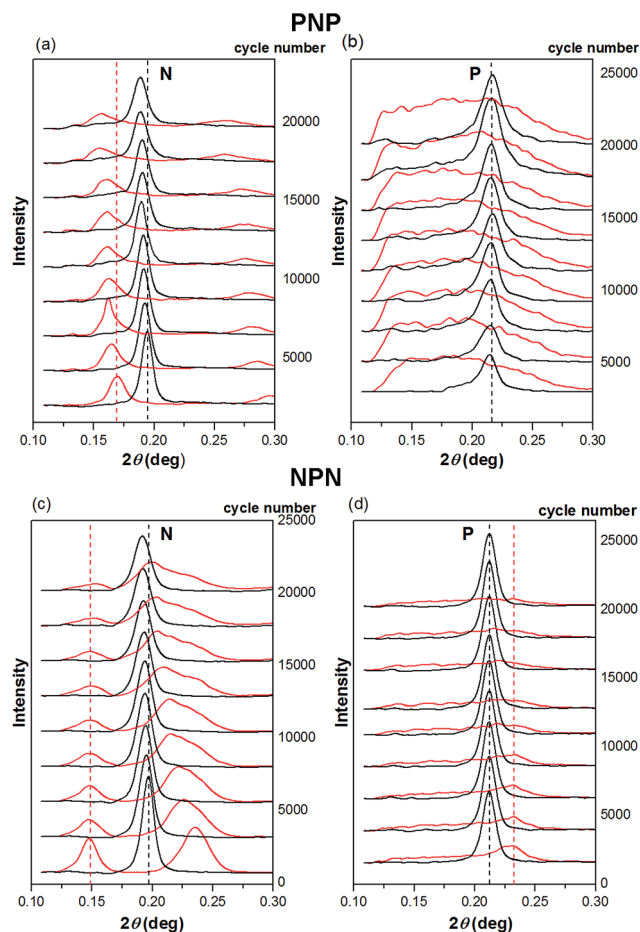 PNP
(a)
cycle number
N
20000
15000
10000
5000
Intensity
0.10 0.15 0.20 0.25 0.30
2θ (deg)
(b)
cycle number
P
25000
20000
15000
10000
5000
Intensity
0.10 0.15 0.20 0.25 0.30
2θ (deg)
NPN
(c)
cycle number
N
25000
20000
15000
10000
5000
0
Intensity
0.10 0.15 0.20 0.25 0.30
2θ (deg)
(d)
cycle number
P
25000
20000
15000
10000
5000
0
Intensity
0.10 0.15 0.20 0.25 0.30
2θ (deg)